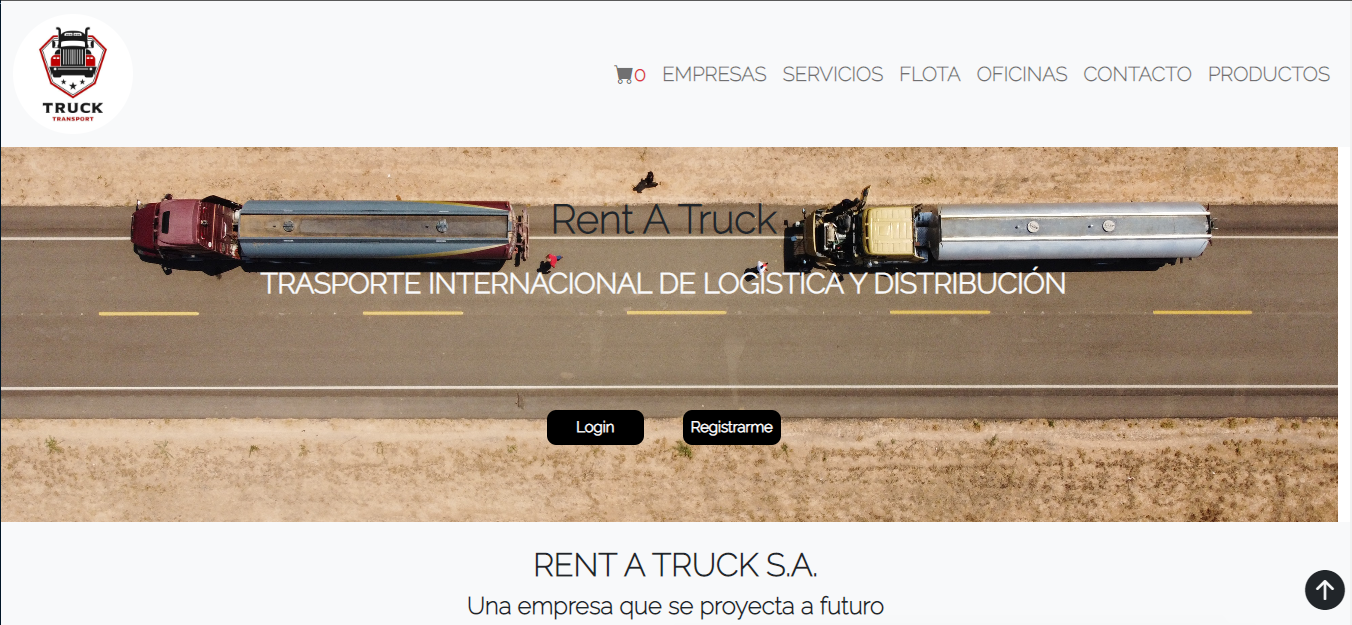 TRUCK
TRANSPORT
0 EMPRESAS SERVICIOS FLOTA OFICINAS CONTACTO PRODUCTOS
Rent A Truck
TRASPORTE INTERNACIONAL DE LOGÍSTICA Y DISTRIBUCIÓN
Login Registrarme
RENT A TRUCK S.A.
Una empresa que se proyecta a futuro